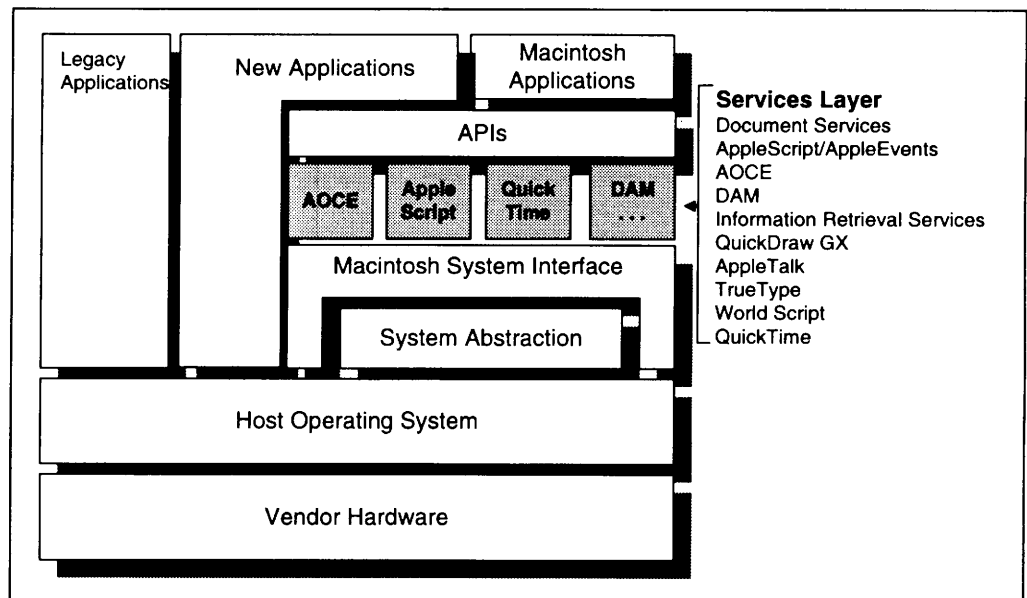 Legacy
Applications
New Applications
Macintosh
Applications
APIs
AOCE
Apple
Script
Quick
Time
DAM
...
Macintosh System Interface
System Abstraction
Host Operating System
Vendor Hardware
Services Layer
Document Services
AppleScript/AppleEvents
AOCE
DAM
Information Retrieval Services
QuickDraw GX
AppleTalk
TrueType
World Script
QuickTime